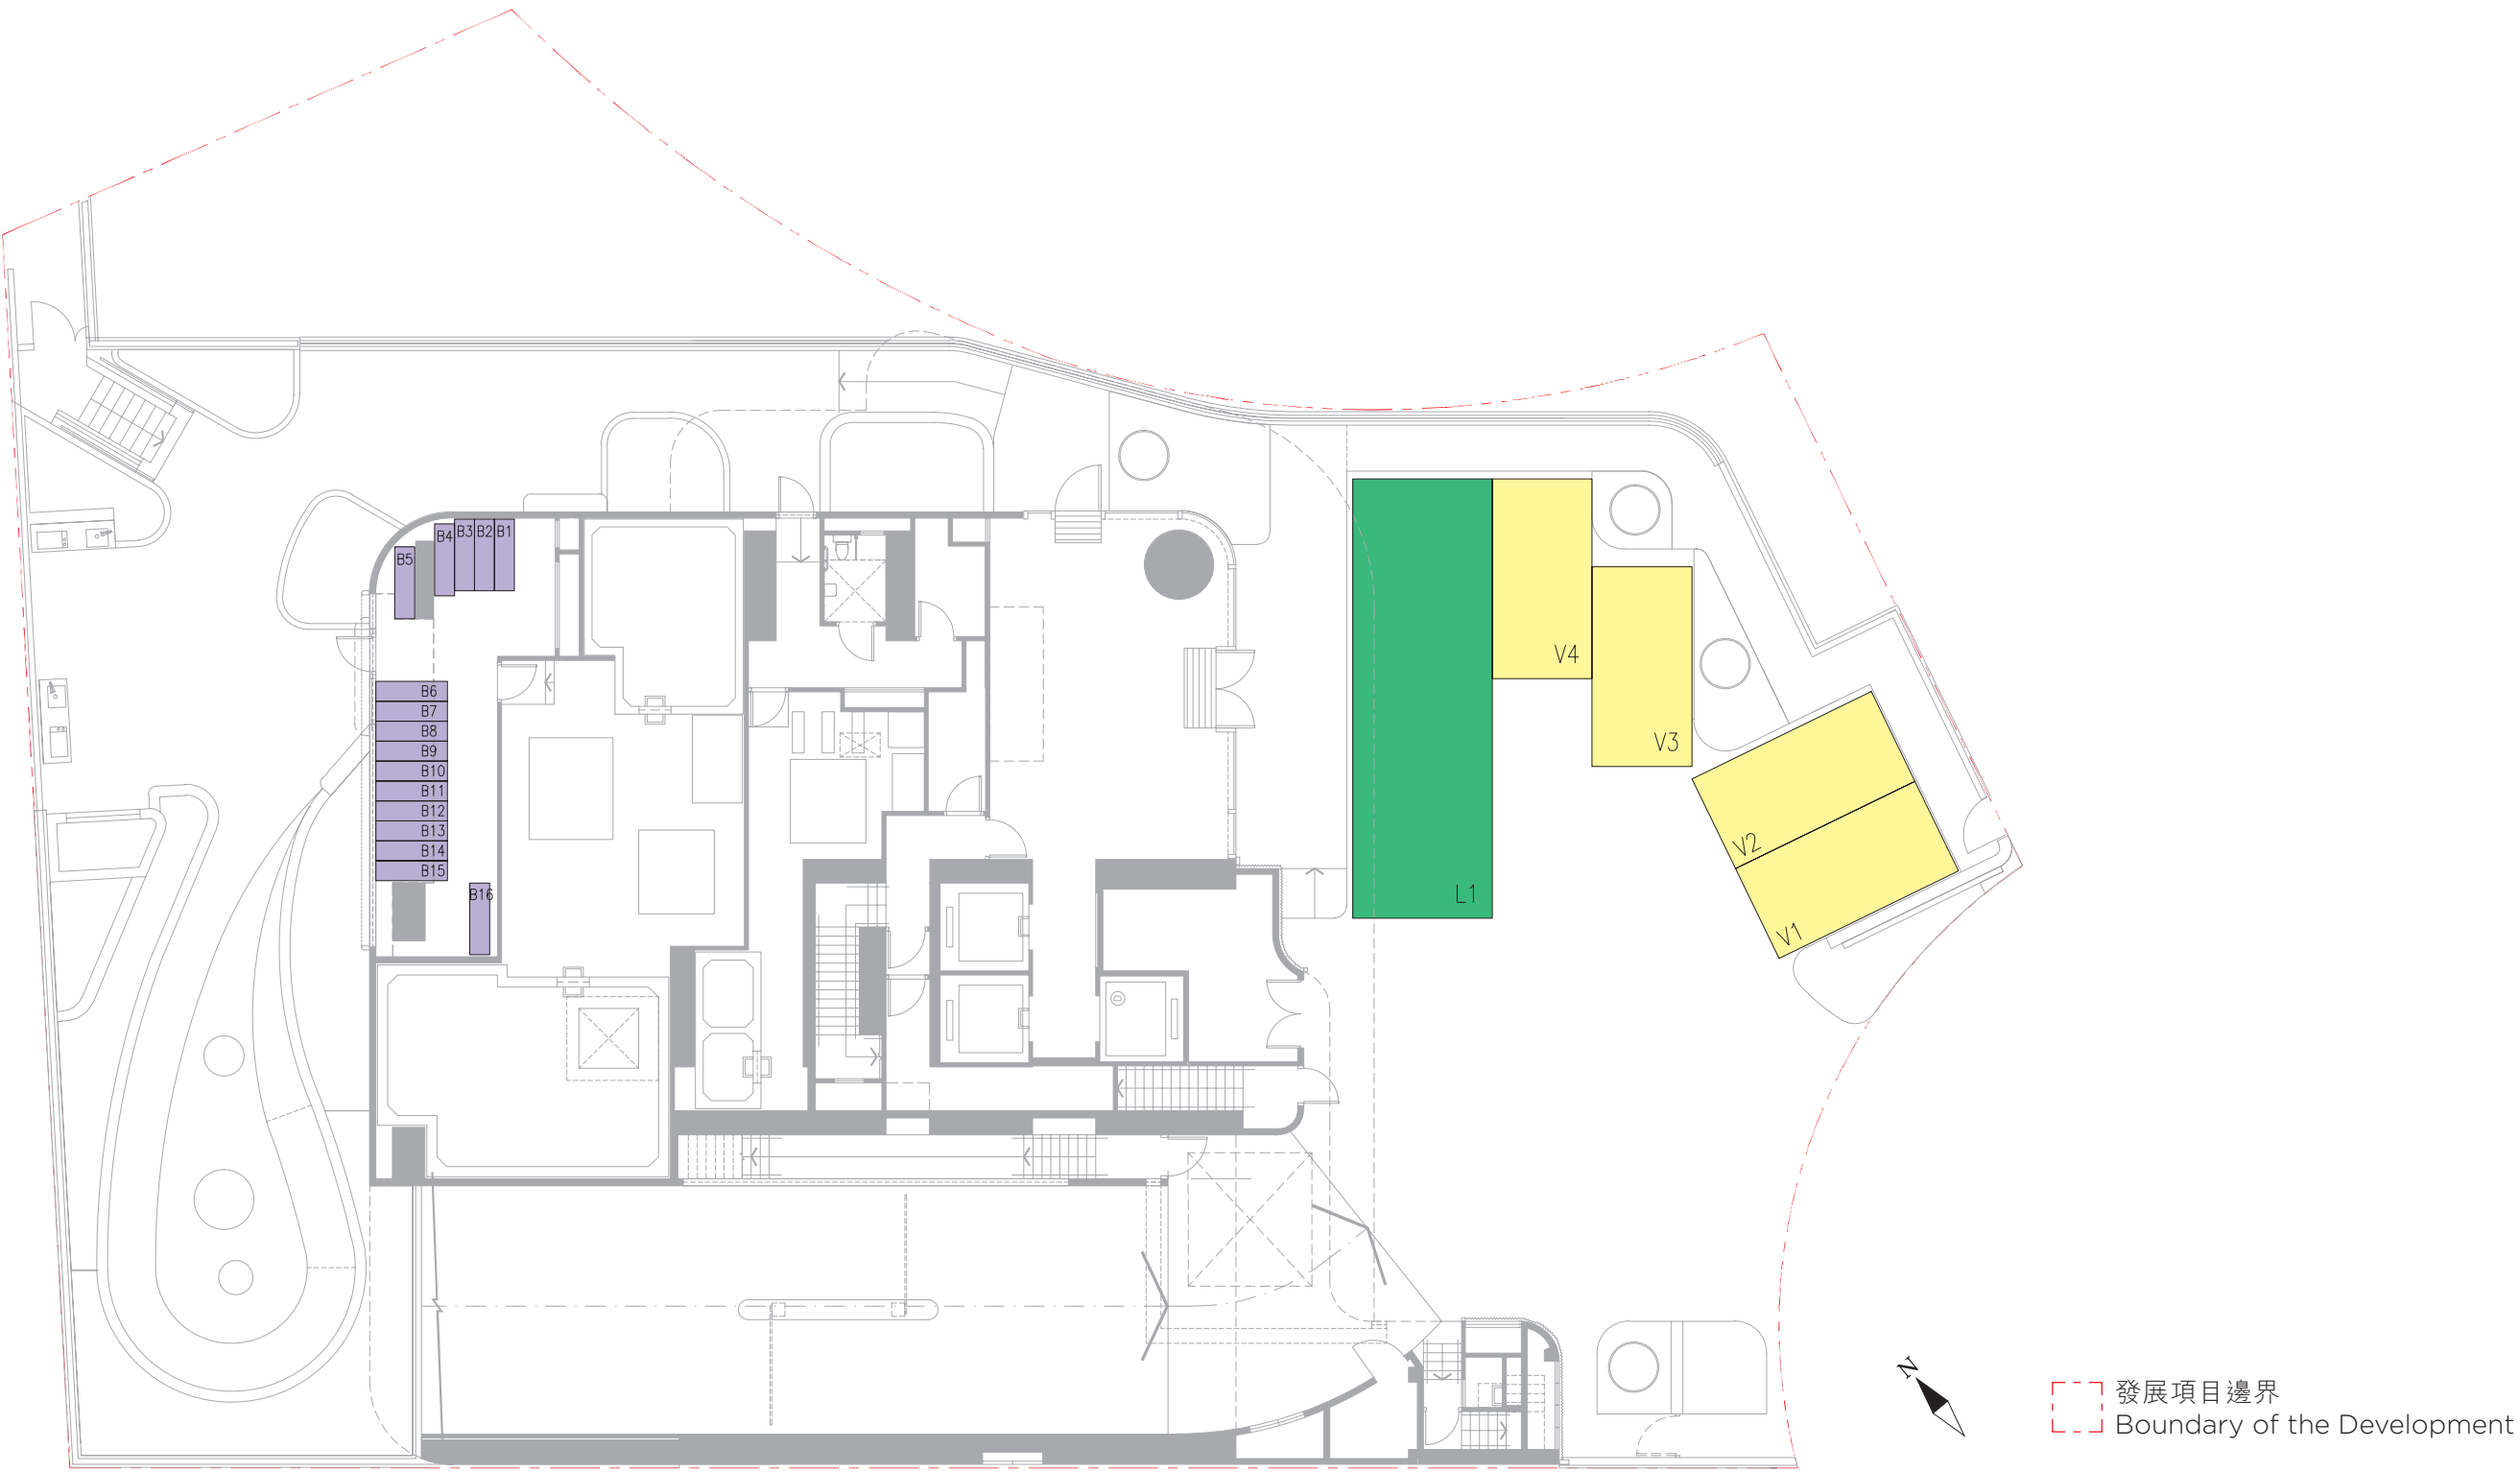 B1
B2
B3
B4
B5
B6
B7
B8
B9
B10
B11
B12
B13
B14
B15
B16
V4
V3
L1
V2
V1
N
發展項目邊界
Boundary of the Development